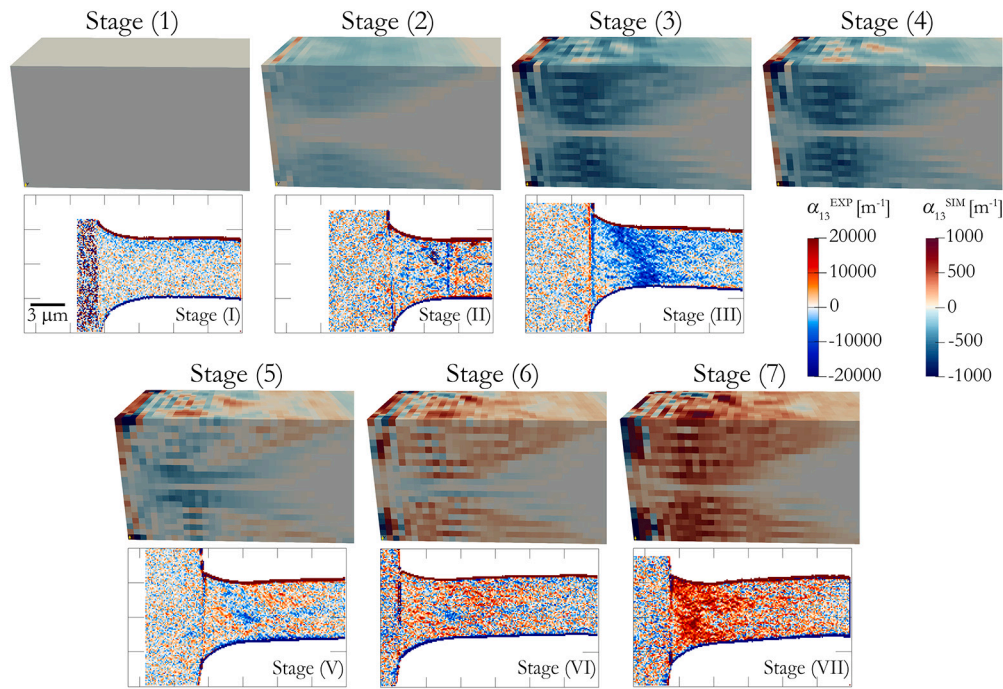 Stage (1)
Stage (2)
Stage (3)
Stage (4)
3 μm
Stage (I)
Stage (II)
Stage (III)
α₁₃ᴱˣᴾ [m⁻¹]
20000
10000
0
-10000
-20000
α₁₃ˢᴵᴹ [m⁻¹]
1000
500
0
-500
-1000
Stage (5)
Stage (6)
Stage (7)
Stage (V)
Stage (VI)
Stage (VII)